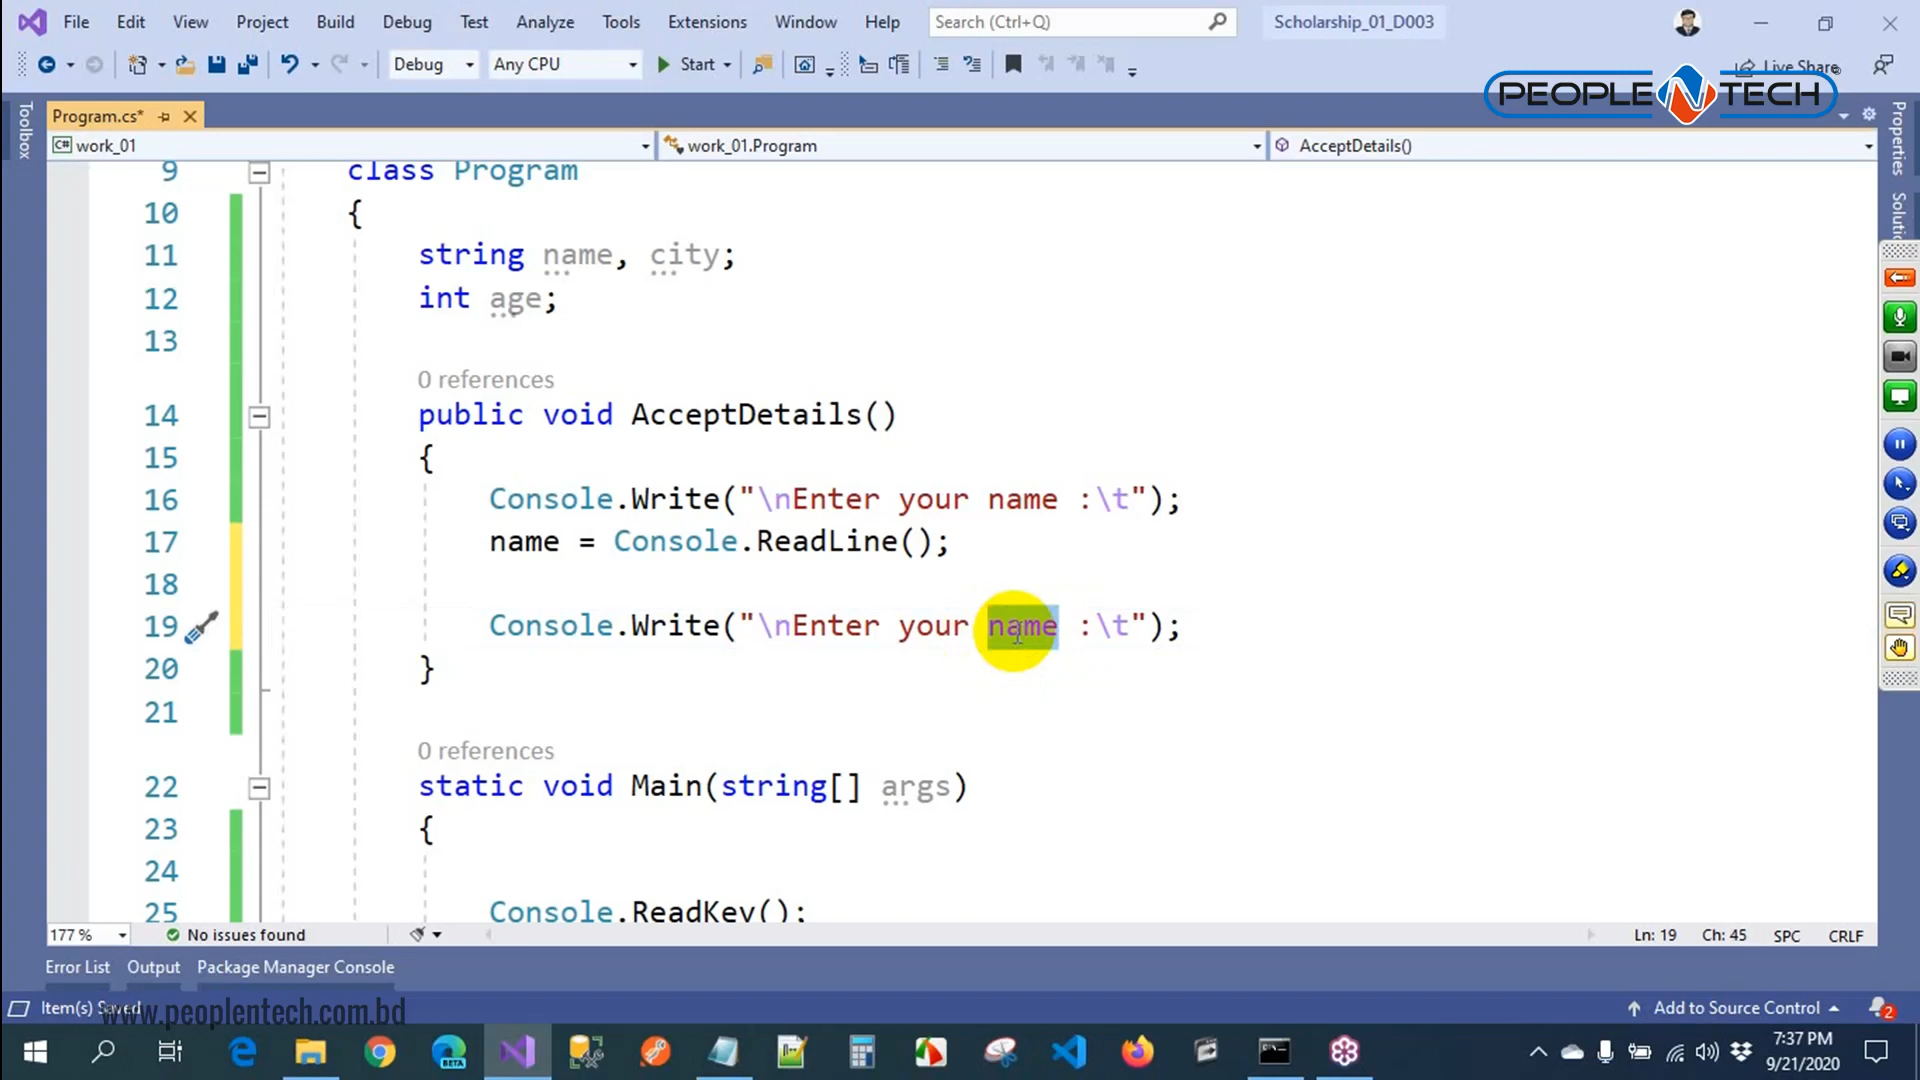 File Edit View Project Build Debug Test Analyze Tools Extensions Window Help Search (Ctrl+Q) Scholarship_01_D003
Debug Any CPU Start Live Share
PEOPLE N TECH
Toolbox
Program.cs*
Properties
work_01 work_01.Program AcceptDetails()
9 class Program
10 {
11 string name, city;
12 int age;
13
0 references
14 public void AcceptDetails()
15 {
16 Console.Write("\nEnter your name :\t");
17 name = Console.ReadLine();
18
19 Console.Write("\nEnter your name :\t");
20 }
21
0 references
22 static void Main(string[] args)
23 {
24
25 Console.ReadKey();
177 % No issues found Ln: 19 Ch: 45 SPC CRLF
Error List Output Package Manager Console
Item(s) Saved Add to Source Control 2
www.peoplentech.com.bd
BETA
7:37 PM
9/21/2020